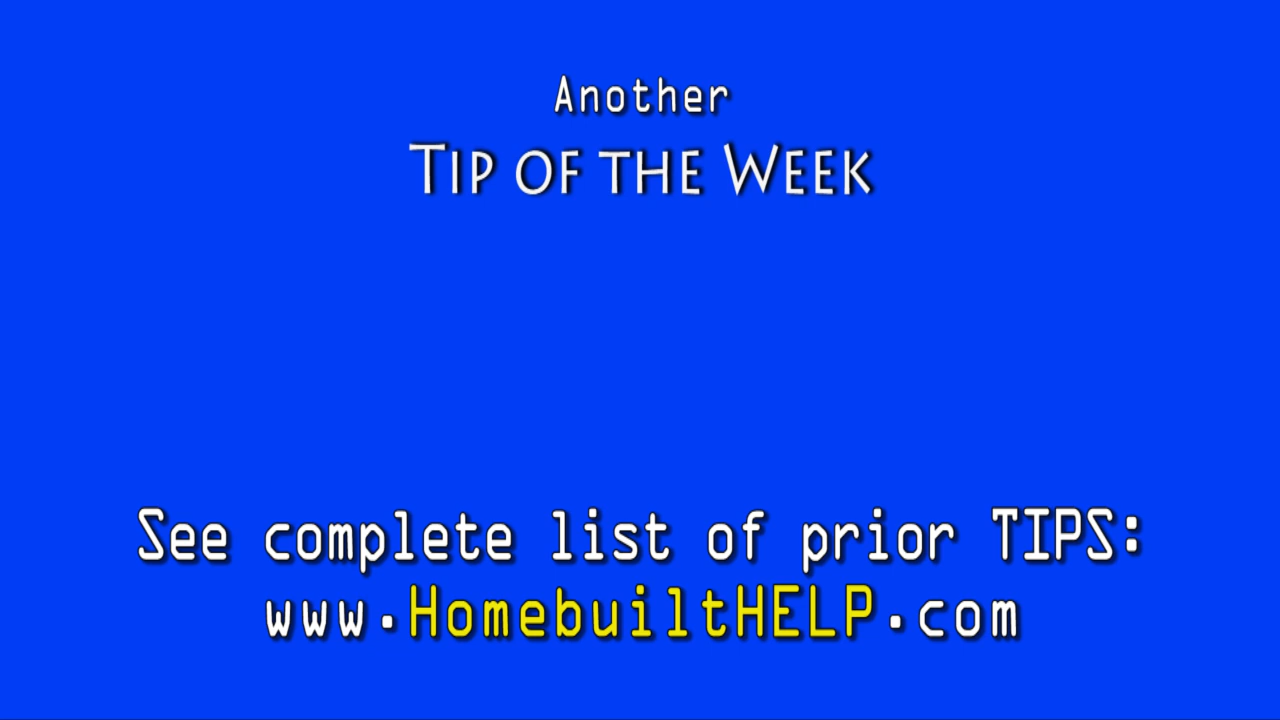 Another
TIP OF THE WEEK
See complete list of prior TIPS:
www.HomebuiltHELP.com